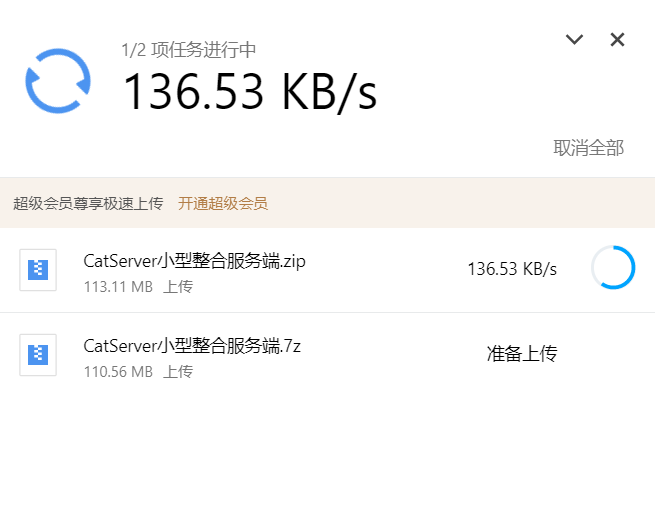 1/2 项任务进行中
136.53 KB/s
取消全部
超级会员尊享极速上传 开通超级会员
CatServer小型整合服务端.zip
113.11 MB 上传
136.53 KB/s
CatServer小型整合服务端.7z
110.56 MB 上传
准备上传